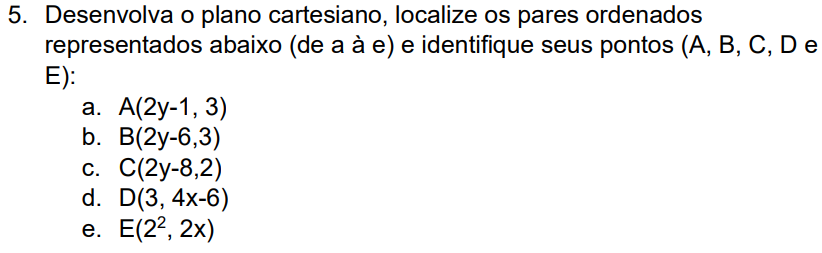 5. Desenvolva o plano cartesiano, localize os pares ordenados
representados abaixo (de a à e) e identifique seus pontos (A, B, C, D e
E):
a. A(2y-1, 3)
b. B(2y-6,3)
c. C(2y-8,2)
d. D(3, 4x-6)
e. E(2², 2x)